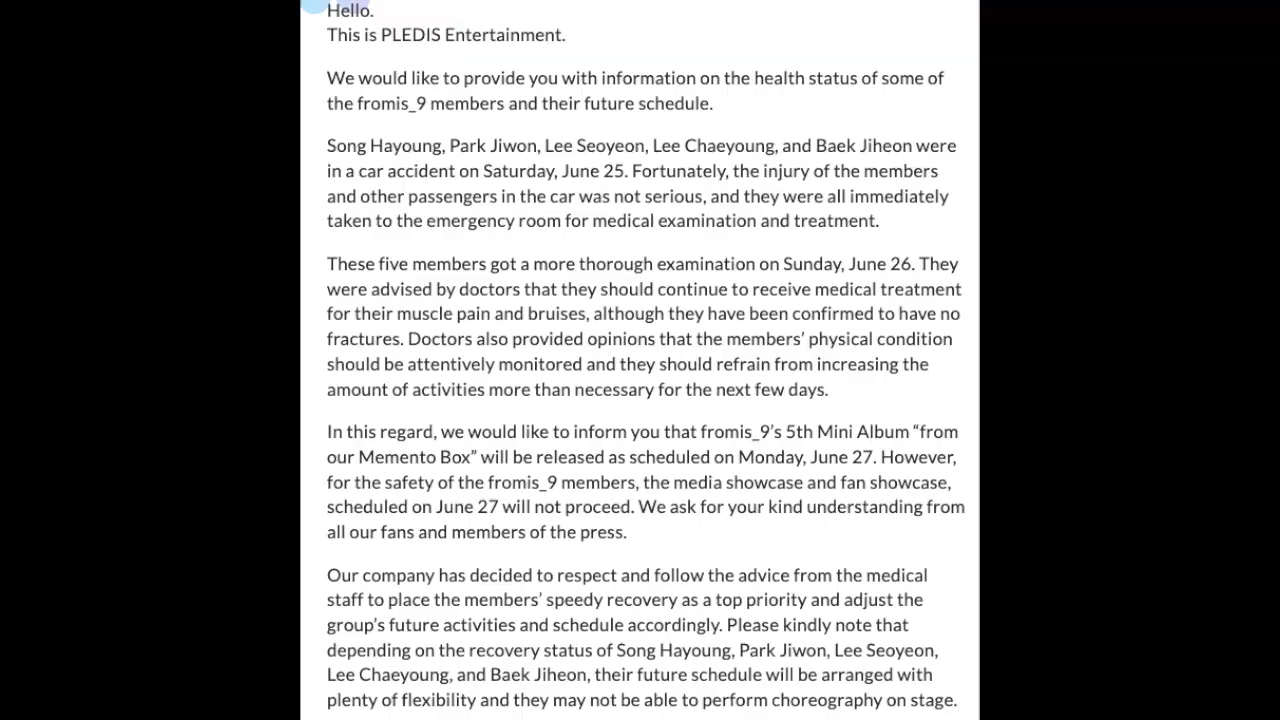 Hello.
This is PLEDIS Entertainment.
We would like to provide you with information on the health status of some of
the fromis_9 members and their future schedule.
Song Hayoung, Park Jiwon, Lee Seoyeon, Lee Chaeyoung, and Baek Jiheon were
in a car accident on Saturday, June 25. Fortunately, the injury of the members
and other passengers in the car was not serious, and they were all immediately
taken to the emergency room for medical examination and treatment.
These five members got a more thorough examination on Sunday, June 26. They
were advised by doctors that they should continue to receive medical treatment
for their muscle pain and bruises, although they have been confirmed to have no
fractures. Doctors also provided opinions that the members’ physical condition
should be attentively monitored and they should refrain from increasing the
amount of activities more than necessary for the next few days.
In this regard, we would like to inform you that fromis_9’s 5th Mini Album “from
our Memento Box” will be released as scheduled on Monday, June 27. However,
for the safety of the fromis_9 members, the media showcase and fan showcase,
scheduled on June 27 will not proceed. We ask for your kind understanding from
all our fans and members of the press.
Our company has decided to respect and follow the advice from the medical
staff to place the members’ speedy recovery as a top priority and adjust the
group’s future activities and schedule accordingly. Please kindly note that
depending on the recovery status of Song Hayoung, Park Jiwon, Lee Seoyeon,
Lee Chaeyoung, and Baek Jiheon, their future schedule will be arranged with
plenty of flexibility and they may not be able to perform choreography on stage.